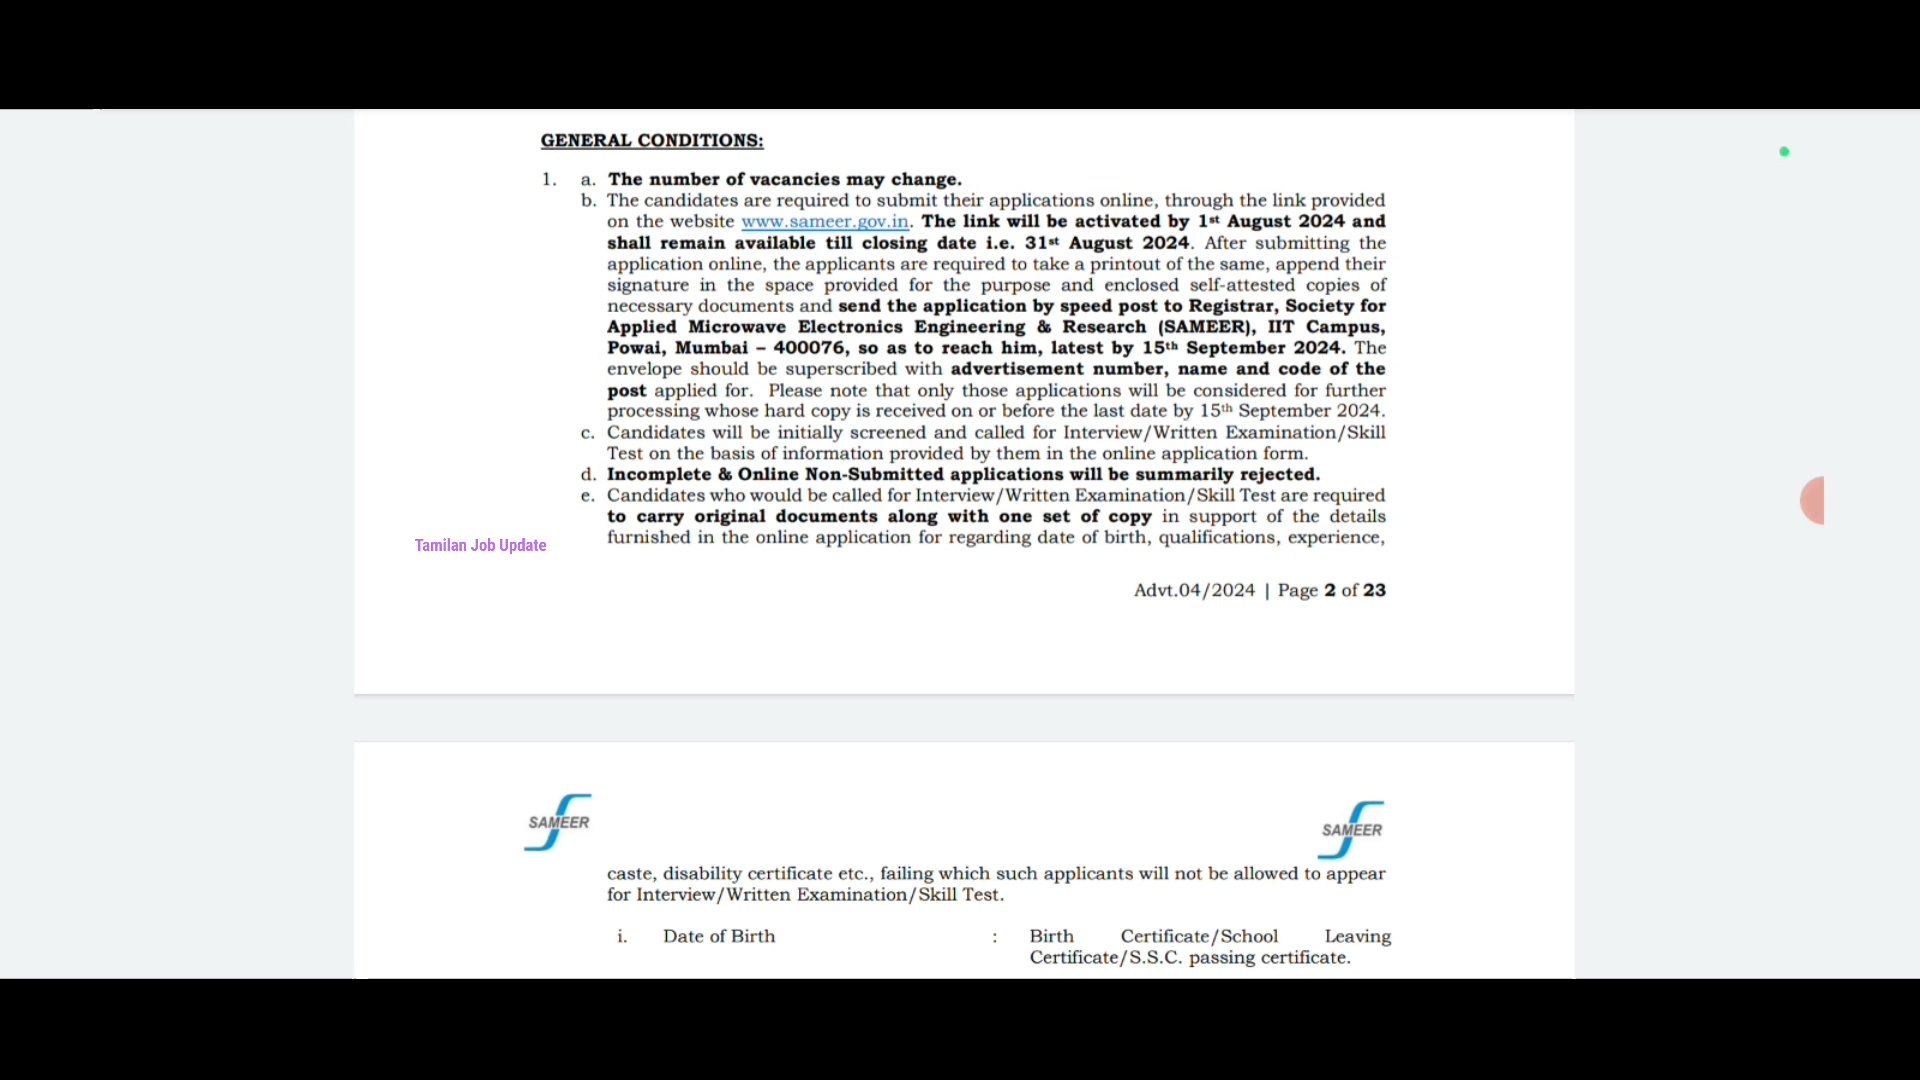 GENERAL CONDITIONS:
1. a. The number of vacancies may change.
b. The candidates are required to submit their applications online, through the link provided
on the website www.sameer.gov.in. The link will be activated by 1st August 2024 and
shall remain available till closing date i.e. 31st August 2024. After submitting the
application online, the applicants are required to take a printout of the same, append their
signature in the space provided for the purpose and enclosed self-attested copies of
necessary documents and send the application by speed post to Registrar, Society for
Applied Microwave Electronics Engineering & Research (SAMEER), IIT Campus,
Powai, Mumbai – 400076, so as to reach him, latest by 15th September 2024. The
envelope should be superscribed with advertisement number, name and code of the
post applied for. Please note that only those applications will be considered for further
processing whose hard copy is received on or before the last date by 15th September 2024.
c. Candidates will be initially screened and called for Interview/Written Examination/Skill
Test on the basis of information provided by them in the online application form.
d. Incomplete & Online Non-Submitted applications will be summarily rejected.
e. Candidates who would be called for Interview/Written Examination/Skill Test are required
to carry original documents along with one set of copy in support of the details
furnished in the online application for regarding date of birth, qualifications, experience,
Tamilan Job Update
Advt.04/2024 | Page 2 of 23
SAMEER
SAMEER
caste, disability certificate etc., failing which such applicants will not be allowed to appear
for Interview/Written Examination/Skill Test.
i. Date of Birth : Birth Certificate/School Leaving
Certificate/S.S.C. passing certificate.